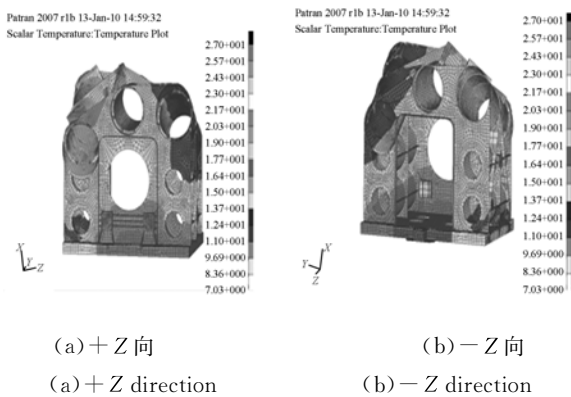 Patran 2007 r1b 13-Jan-10 14:59:32
Scalar Temperature:Temperature Plot
2.70+001
2.57+001
2.43+001
2.30+001
2.17+001
2.03+001
1.90+001
1.77+001
1.64+001
1.50+001
1.37+001
1.24+001
1.10+001
9.69+000
8.36+000
7.03+000
X
Y
Z
(a)＋Z向
(a)＋Z direction
Patran 2007 r1b 13-Jan-10 14:59:32
Scalar Temperature:Temperature Plot
2.70+001
2.57+001
2.43+001
2.30+001
2.17+001
2.03+001
1.90+001
1.77+001
1.64+001
1.50+001
1.37+001
1.24+001
1.10+001
9.69+000
8.36+000
7.03+000
X
Y
Z
(b)－Z向
(b)－Z direction